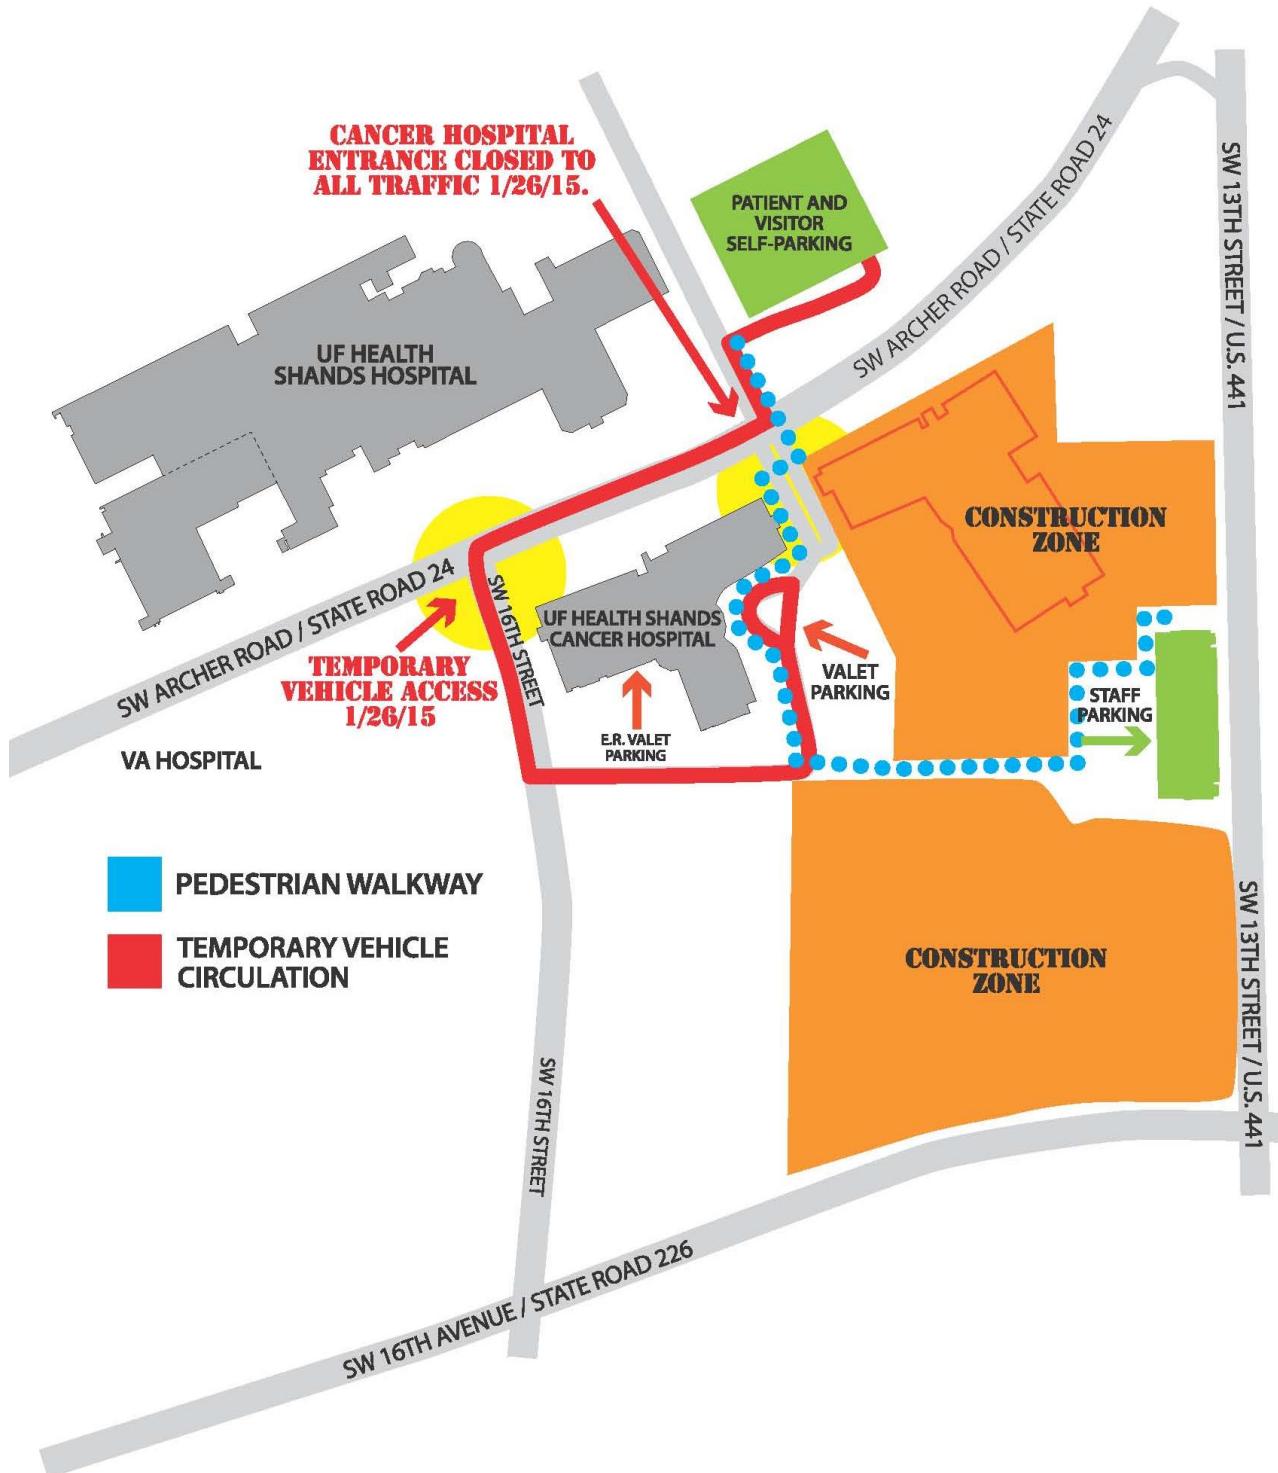 CANCER HOSPITAL
ENTRANCE CLOSED TO
ALL TRAFFIC 1/26/15.
PATIENT AND
VISITOR
SELF-PARKING
SW ARCHER ROAD / STATE ROAD 24
SW 13TH STREET / U.S. 441
UF HEALTH
SHANDS HOSPITAL
CONSTRUCTION
ZONE
SW ARCHER ROAD / STATE ROAD 24
SW 16TH STREET
UF HEALTH SHANDS
CANCER HOSPITAL
TEMPORARY
VEHICLE ACCESS
1/26/15
VALET
PARKING
STAFF
PARKING
E.R. VALET
PARKING
VA HOSPITAL
PEDESTRIAN WALKWAY
TEMPORARY VEHICLE
CIRCULATION
CONSTRUCTION
ZONE
SW 13TH STREET / U.S. 441
SW 16TH STREET
SW 16TH AVENUE / STATE ROAD 226